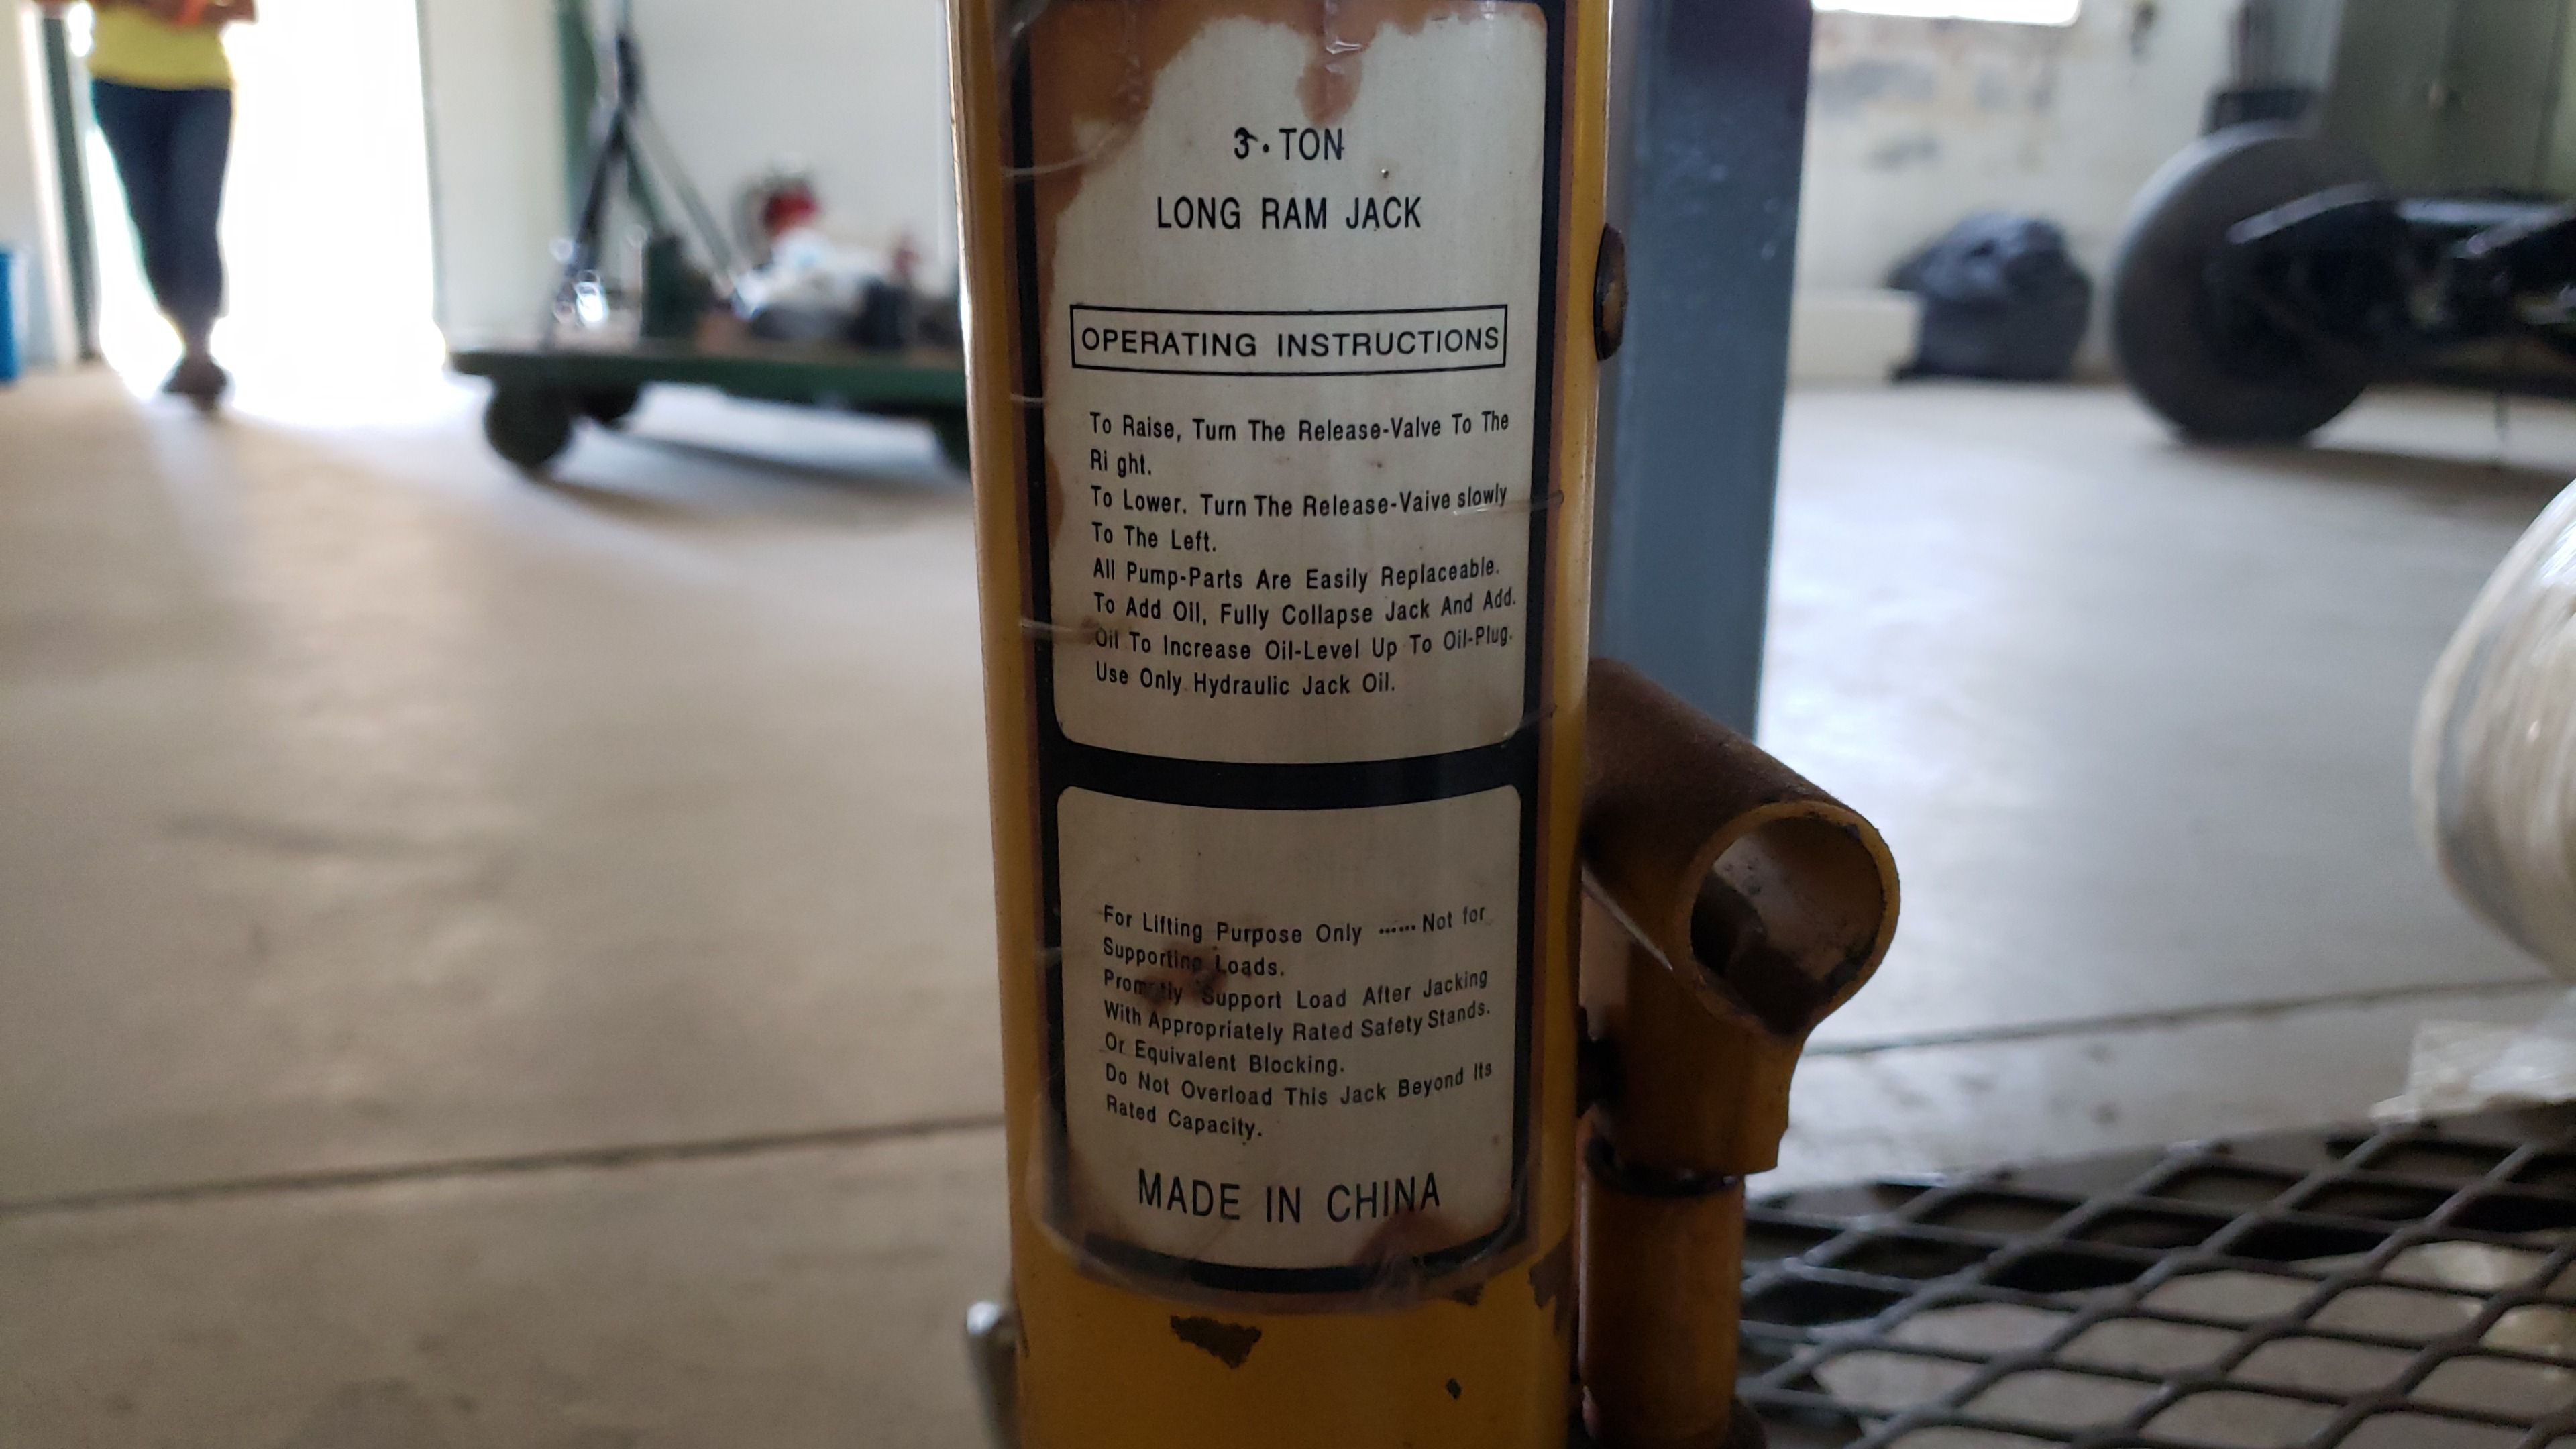 3. TON
LONG RAM JACK
OPERATING INSTRUCTIONS
To Raise, Turn The Release-Valve To The
Ri ght.
To Lower. Turn The Release-Vaive slowly
To The Left.
All Pump-Parts Are Easily Replaceable.
To Add Oil, Fully Collapse Jack And Add.
Oil To Increase Oil-Level Up To Oil-Plug.
Use Only Hydraulic Jack Oil.
For Lifting Purpose Only ...... Not for
Supporting Loads.
Promptly Support Load After Jacking
With Appropriately Rated Safety Stands.
Or Equivalent Blocking.
Do Not Overload This Jack Beyond Its
Rated Capacity.
MADE IN CHINA